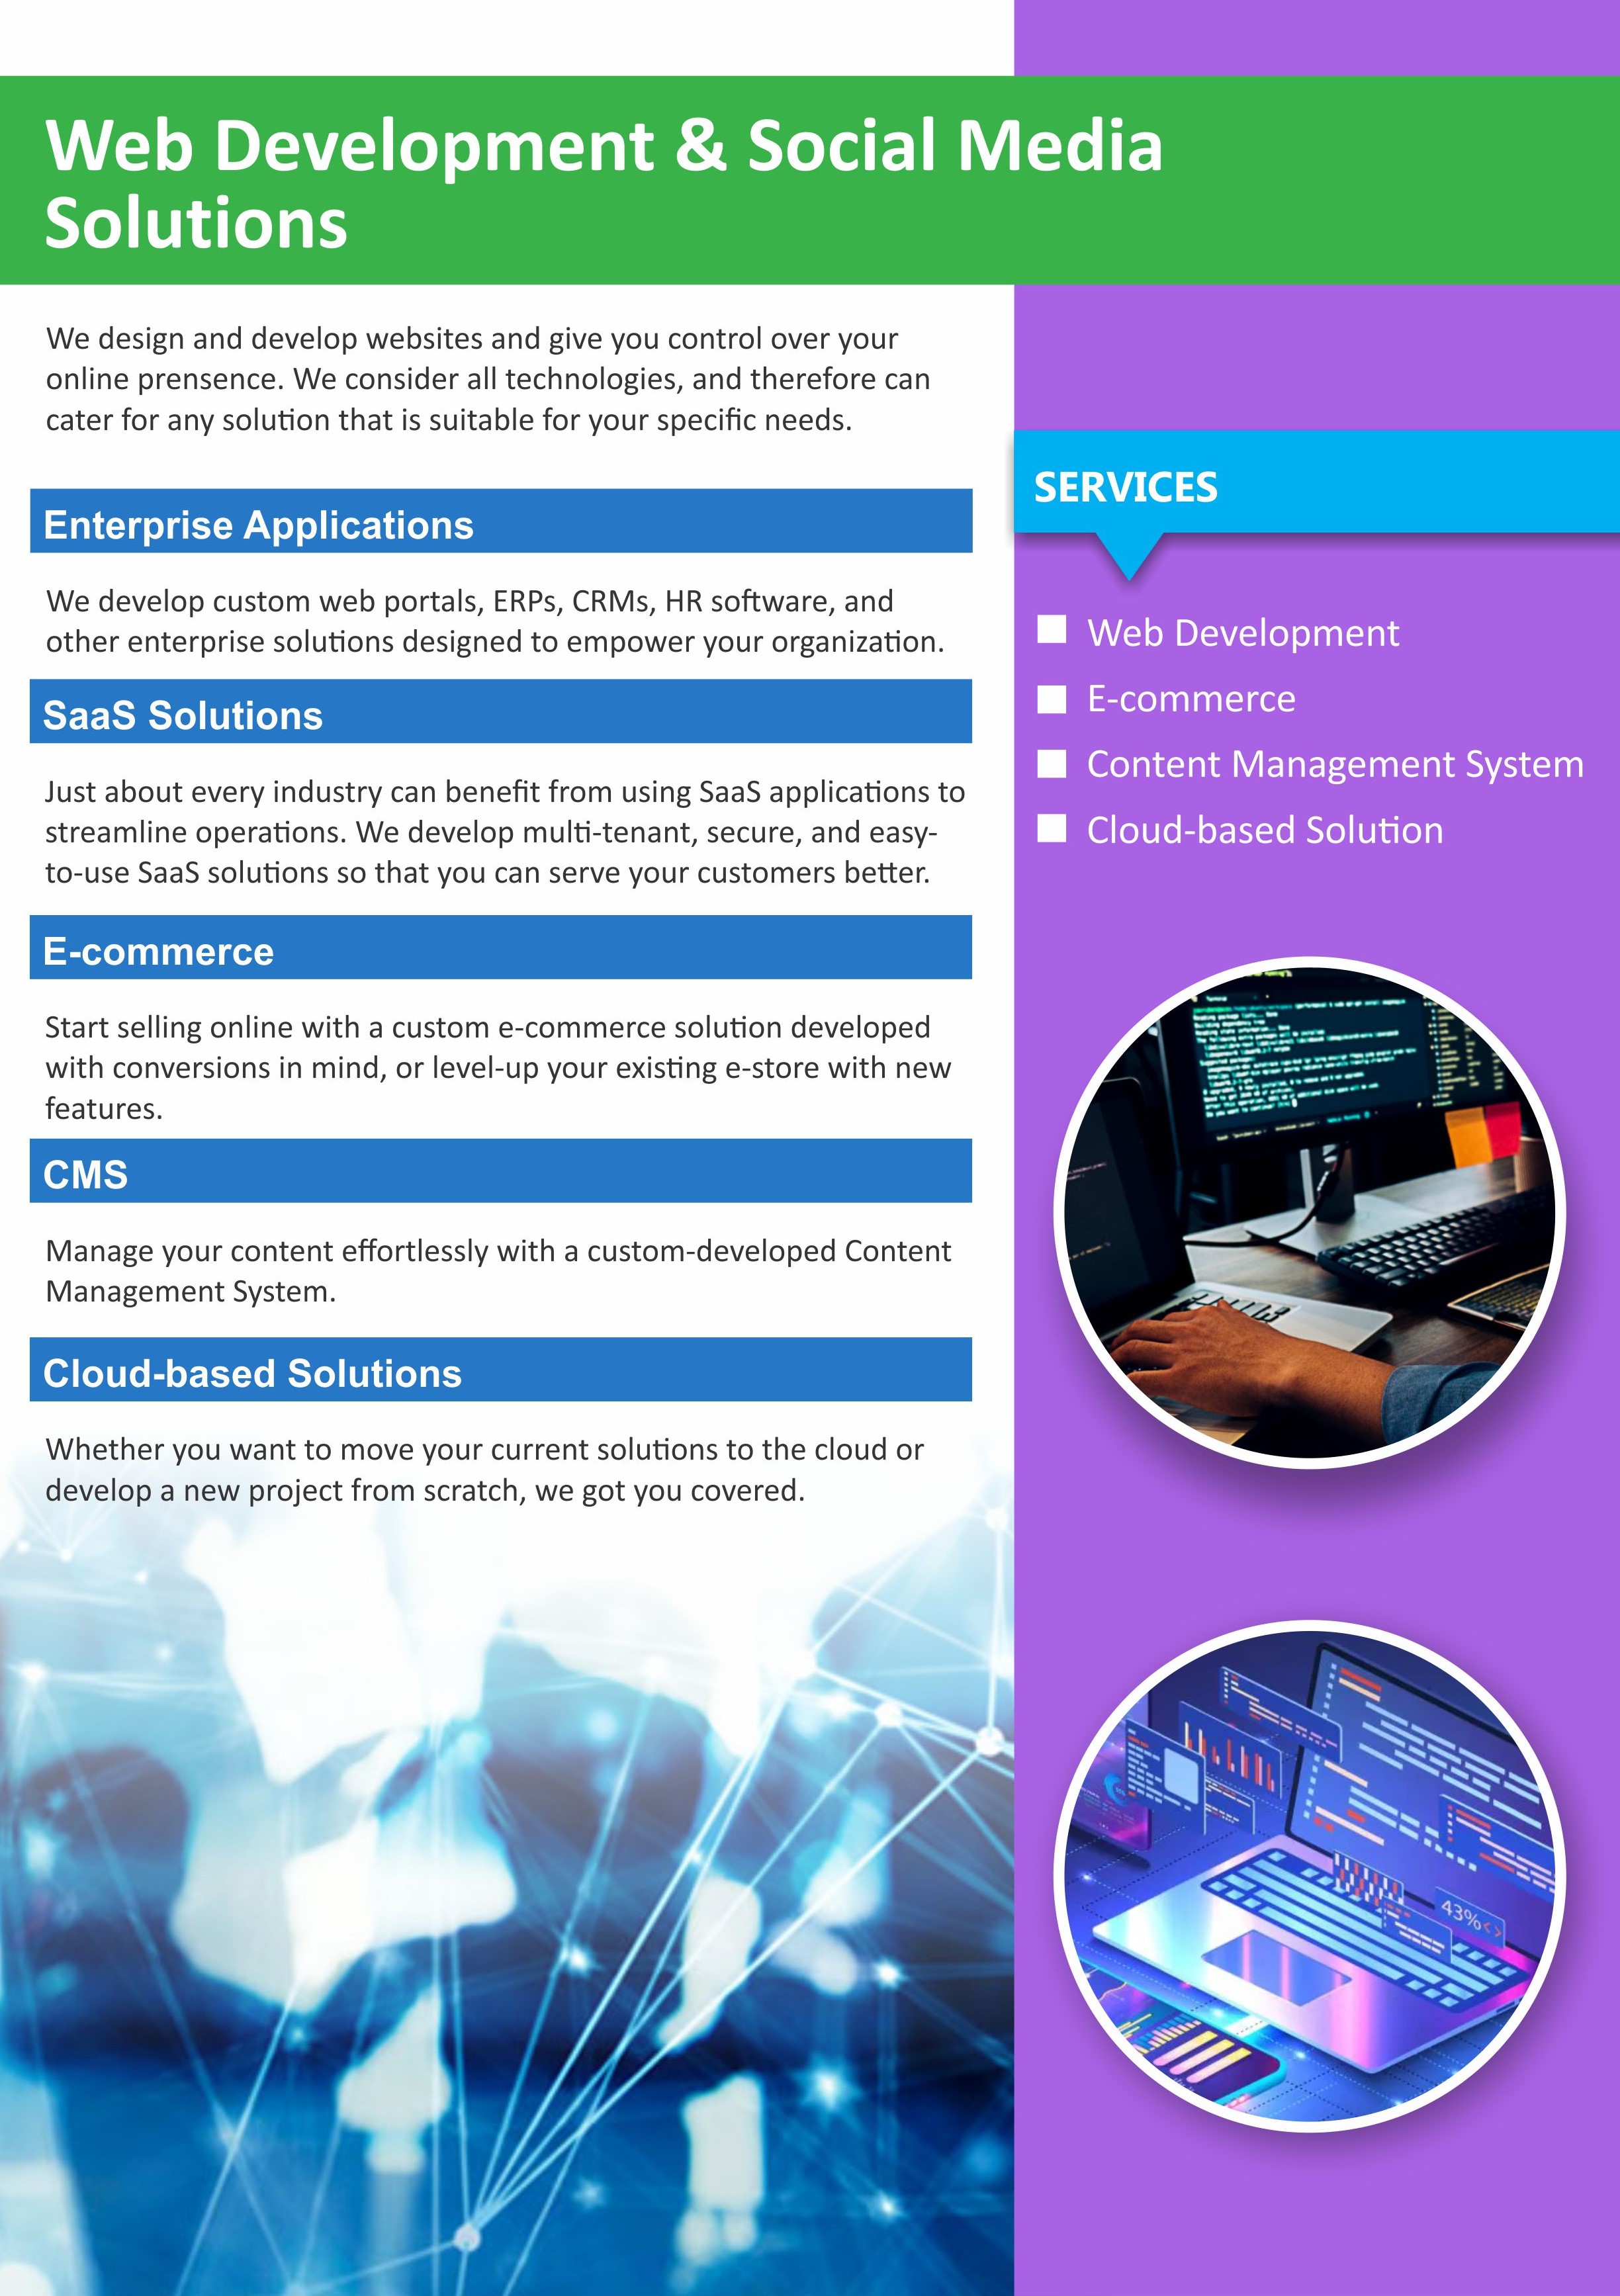 Web Development & Social Media
Solutions
We design and develop websites and give you control over your
online prensence. We consider all technologies, and therefore can
cater for any solution that is suitable for your specific needs.
Enterprise Applications
We develop custom web portals, ERPs, CRMs, HR software, and
other enterprise solutions designed to empower your organization.
SaaS Solutions
Just about every industry can benefit from using SaaS applications to
streamline operations. We develop multi-tenant, secure, and easy-
to-use SaaS solutions so that you can serve your customers better.
E-commerce
Start selling online with a custom e-commerce solution developed
with conversions in mind, or level-up your existing e-store with new
features.
CMS
Manage your content effortlessly with a custom-developed Content
Management System.
Cloud-based Solutions
Whether you want to move your current solutions to the cloud or
develop a new project from scratch, we got you covered.
SERVICES
Web Development
E-commerce
Content Management System
Cloud-based Solution
43%<>